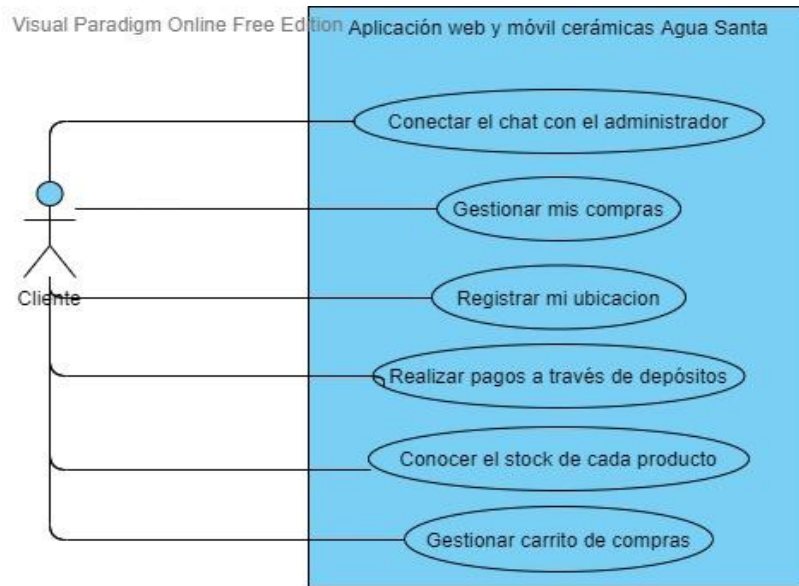 Visual Paradigm Online Free Edition
Aplicación web y móvil cerámicas Agua Santa
Conectar el chat con el administrador
Gestionar mis compras
Cliente
Registrar mi ubicacion
Realizar pagos a través de depósitos
Conocer el stock de cada producto
Gestionar carrito de compras